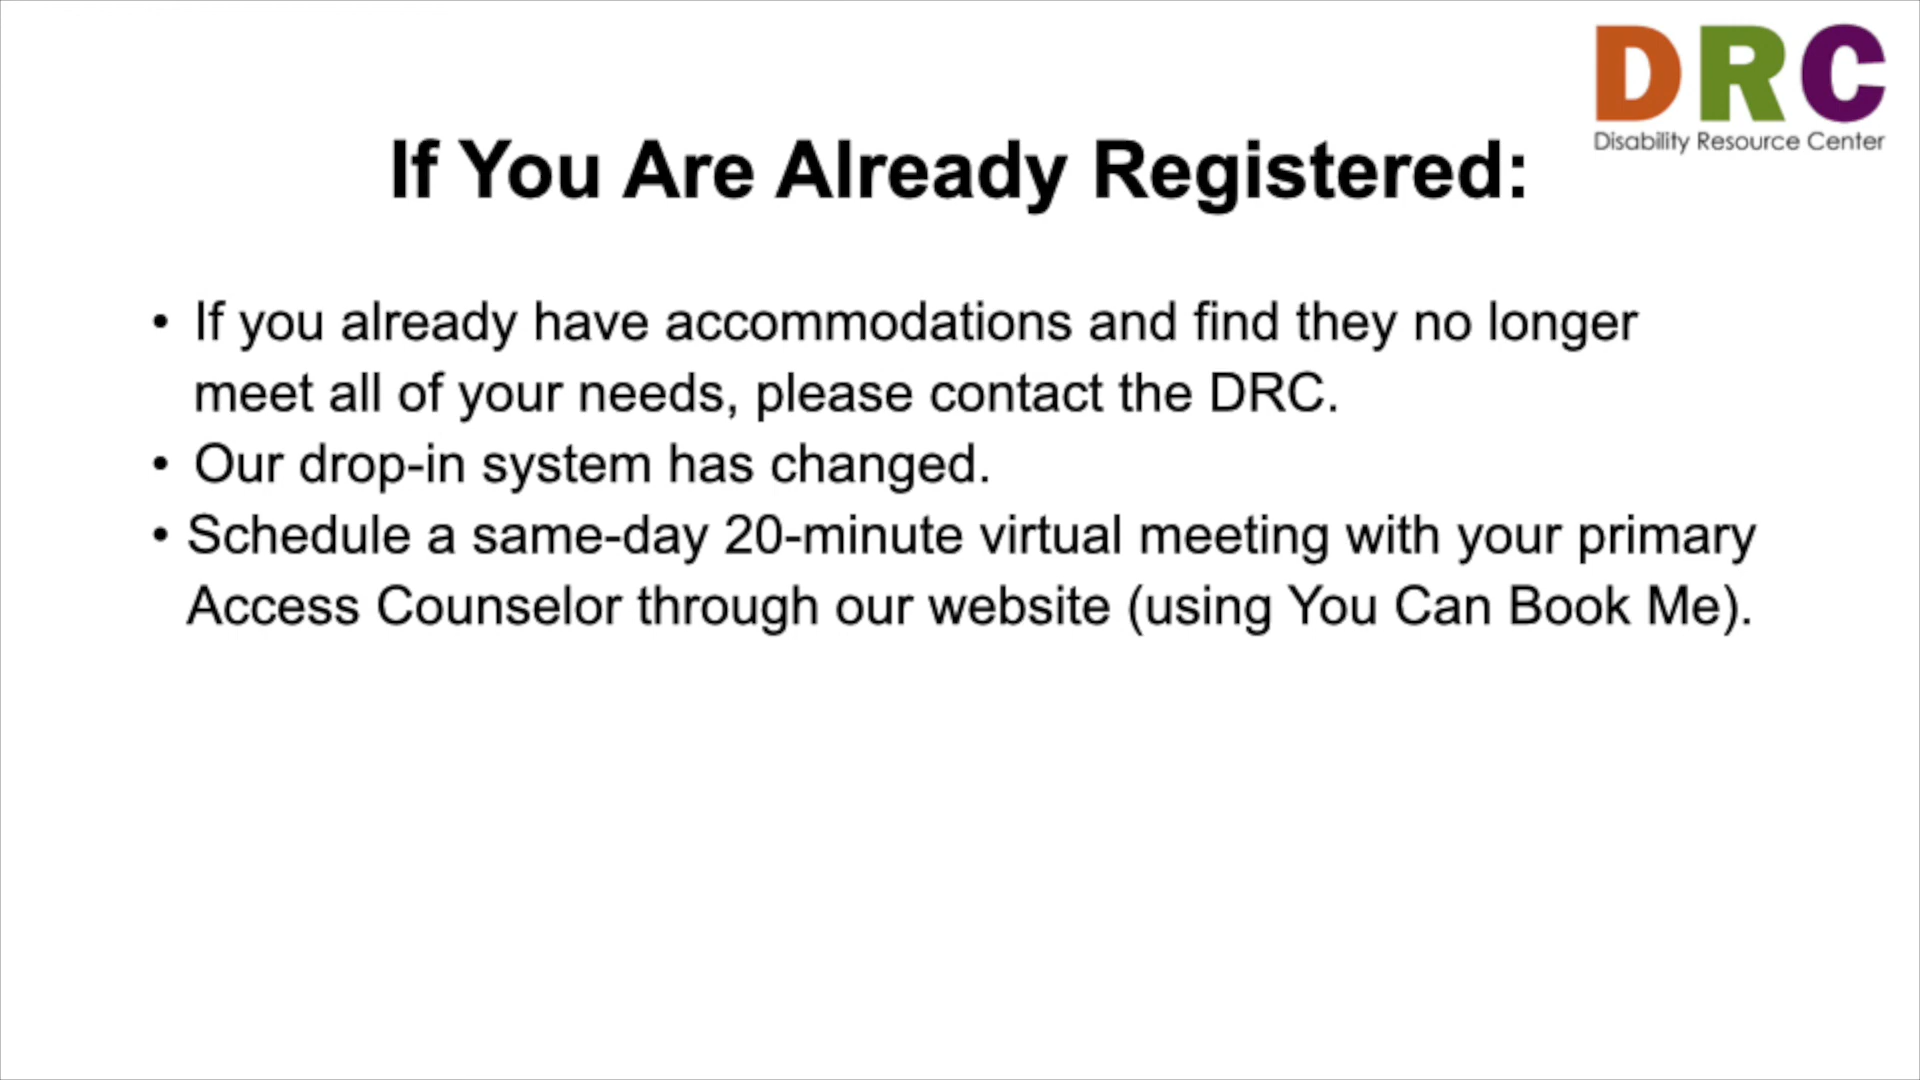 DRC
Disability Resource Center
If You Are Already Registered:
• If you already have accommodations and find they no longer
meet all of your needs, please contact the DRC.
• Our drop-in system has changed.
• Schedule a same-day 20-minute virtual meeting with your primary
Access Counselor through our website (using You Can Book Me).